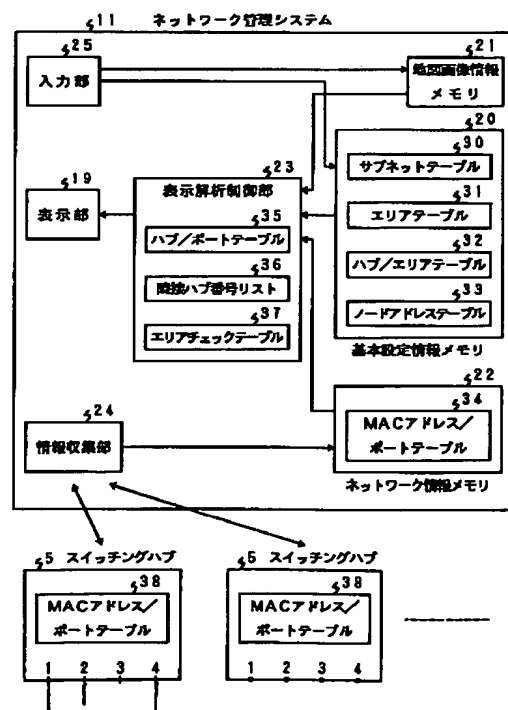 11 ネットワーク管理システム
25
入力部
21
地図画像情報
メモリ
20
30
サブネットテーブル
31
エリアテーブル
32
ハブ/エリアテーブル
33
ノードアドレステーブル
基本設定情報メモリ
19
表示部
23
表示解析制御部
35
ハブ/ポートテーブル
36
隣接ハブ番号リスト
37
エリアチェックテーブル
22
34
MACアドレス/
ポートテーブル
ネットワーク情報メモリ
24
情報収集部
5 スイッチングハブ
38
MACアドレス/
ポートテーブル
1 2 3 4
5 スイッチングハブ
38
MACアドレス/
ポートテーブル
1 2 3 4